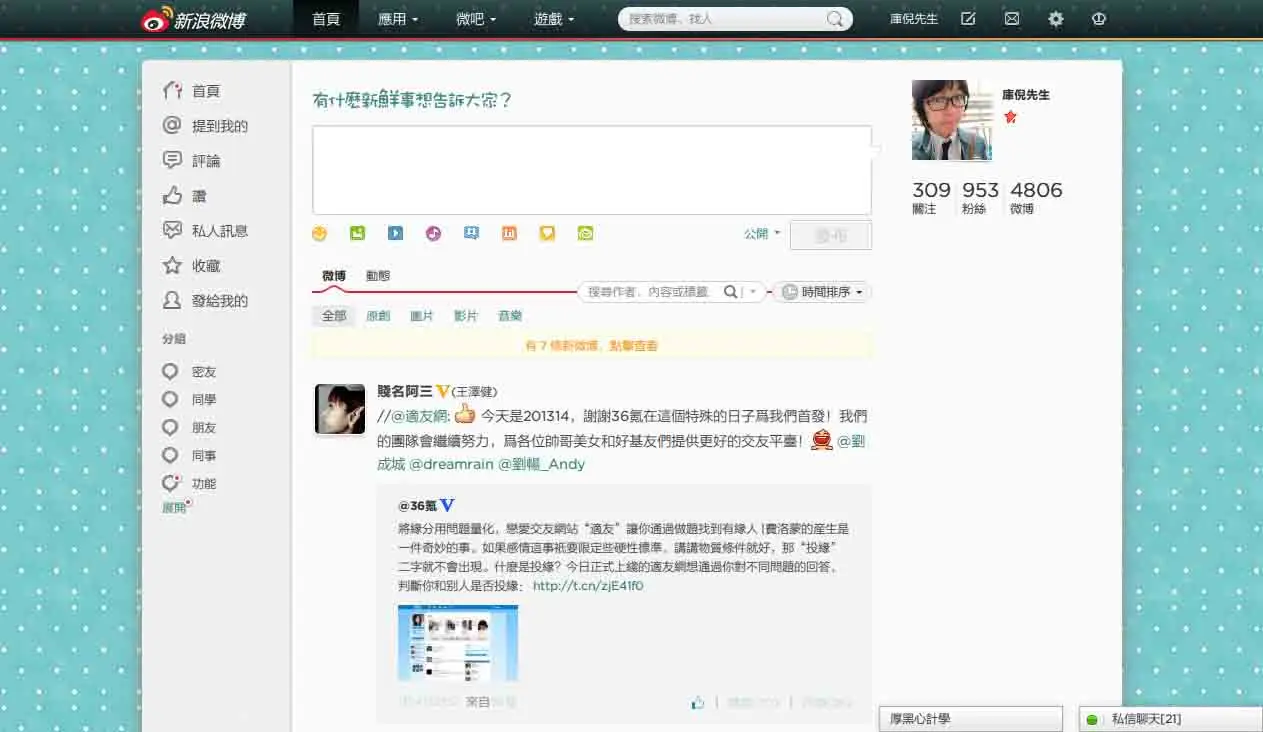 新浪微博
首頁
應用
微吧
遊戲
搜索微博、找人
庫倪先生
首頁
提到我的
評論
讚
私人訊息
收藏
發給我的
分組
密友
同學
朋友
同事
功能
展開
有什麼新鮮事想告訴大家？
公開
發布
微博 動態
搜尋作者、內容或標籤
時間排序
全部 原創 圖片 影片 音樂
有 7 條新微博，點擊查看
賤名阿三 V (王澤健)
//@適友網: 今天是201314，謝謝36氪在這個特殊的日子爲我們首發！我們
的團隊會繼續努力，爲各位帥哥美女和好基友們提供更好的交友平臺！ @劉
成城 @dreamrain @劉暢_Andy
@36氪 V
將緣分用問題量化，戀愛交友網站“適友”讓你通過做題找到有緣人 |費洛蒙的産生是
一件奇妙的事。如果感情這事衹要限定些硬性標準，講講物質條件就好，那“投緣”
二字就不會出現。什麼是投緣？今日正式上綫的適友網想通過你對不同問題的回答，
判斷你和别人是否投緣： http://t.cn/zjE41f0
來自
庫倪先生
309 953 4806
關注 粉絲 微博
厚黑心計學
私信聊天[21]